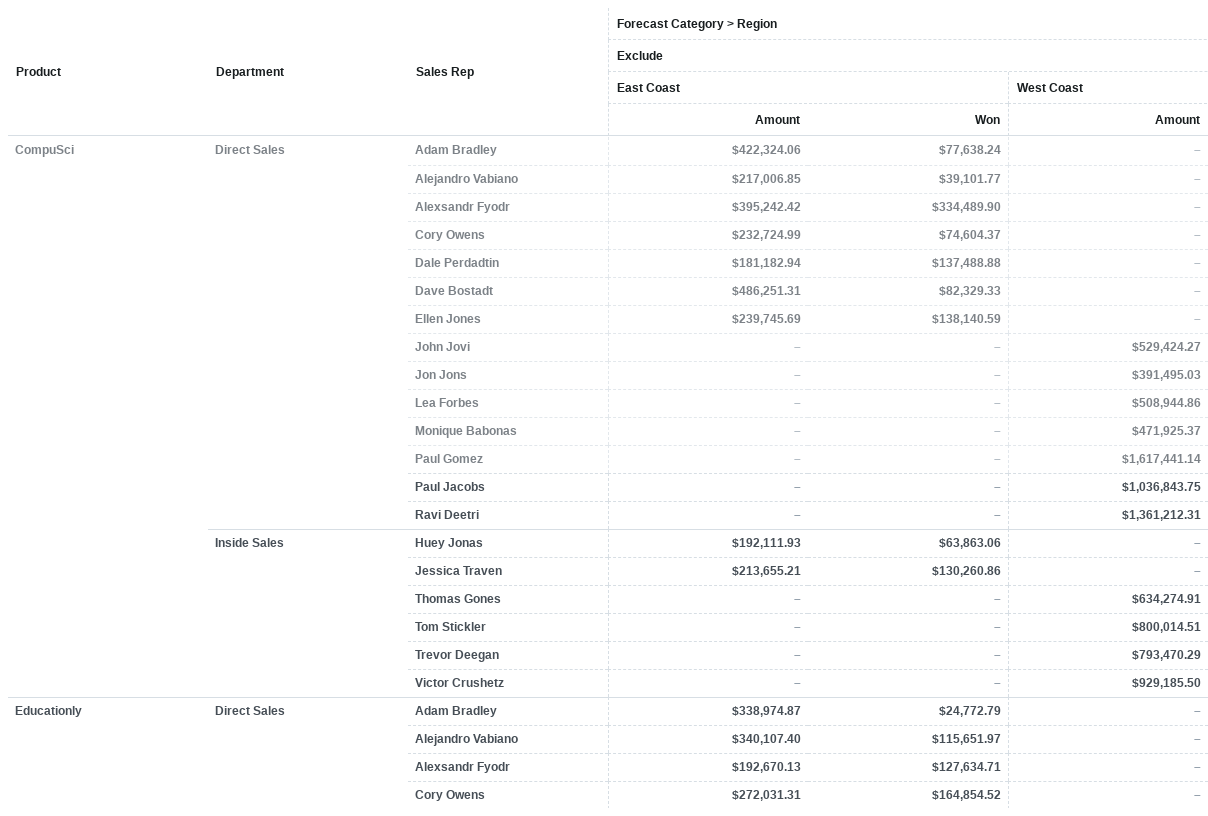 Forecast Category > Region
Exclude
Product Department Sales Rep
East Coast West Coast
Amount Won Amount
CompuSci Direct Sales Adam Bradley $422,324.06 $77,638.24 –
Alejandro Vabiano $217,006.85 $39,101.77 –
Alexsandr Fyodr $395,242.42 $334,489.90 –
Cory Owens $232,724.99 $74,604.37 –
Dale Perdadtin $181,182.94 $137,488.88 –
Dave Bostadt $486,251.31 $82,329.33 –
Ellen Jones $239,745.69 $138,140.59 –
John Jovi – – $529,424.27
Jon Jons – – $391,495.03
Lea Forbes – – $508,944.86
Monique Babonas – – $471,925.37
Paul Gomez – – $1,617,441.14
Paul Jacobs – – $1,036,843.75
Ravi Deetri – – $1,361,212.31
Inside Sales Huey Jonas $192,111.93 $63,863.06 –
Jessica Traven $213,655.21 $130,260.86 –
Thomas Gones – – $634,274.91
Tom Stickler – – $800,014.51
Trevor Deegan – – $793,470.29
Victor Crushetz – – $929,185.50
Educationly Direct Sales Adam Bradley $338,974.87 $24,772.79 –
Alejandro Vabiano $340,107.40 $115,651.97 –
Alexsandr Fyodr $192,670.13 $127,634.71 –
Cory Owens $272,031.31 $164,854.52 –